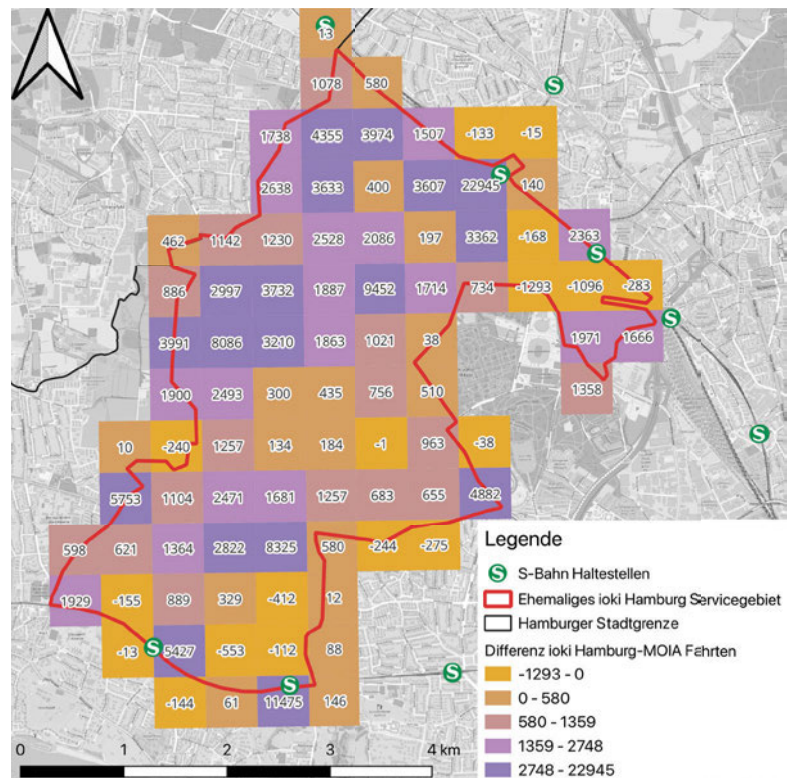 S
13
1078 580
S
1738 4355 3974 1507 -133 -15
S
2638 3633 400 3607 22945 140
462 1142 1230 2528 2086 197 3362 -168 2363
S
886 2997 3732 1887 9452 1714 734 -1293 -1096 -283
S
3991 8086 3210 1863 1021 38 1971 1666
1900 2493 300 435 756 510 1358
10 -240 1257 134 184 -1 963 -38
S
5753 1104 2471 1681 1257 683 655 4882
598 621 1364 2822 8325 580 -244 -275
1929 -155 889 329 -412 12
-13 S 5427 -553 -112 88
S
S
-144 61 11475 146
0 1 2 3 4 km
Legende
S S-Bahn Haltestellen
Ehemaliges ioki Hamburg Servicegebiet
Hamburger Stadtgrenze
Differenz ioki Hamburg-MOIA Fahrten
-1293 - 0
0 - 580
580 - 1359
1359 - 2748
2748 - 22945